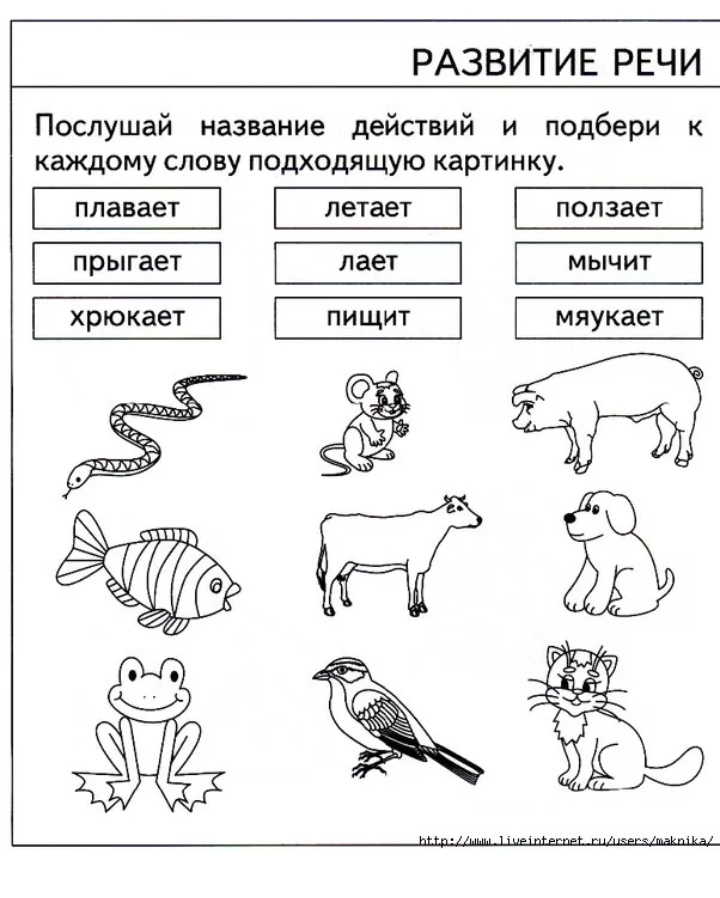 РАЗВИТИЕ РЕЧИ
Послушай название действий и подбери к
каждому слову подходящую картинку.
плавает летает ползает
прыгает лает мычит
хрюкает пищит мяукает
http://www.liveinternet.ru/users/maknika/